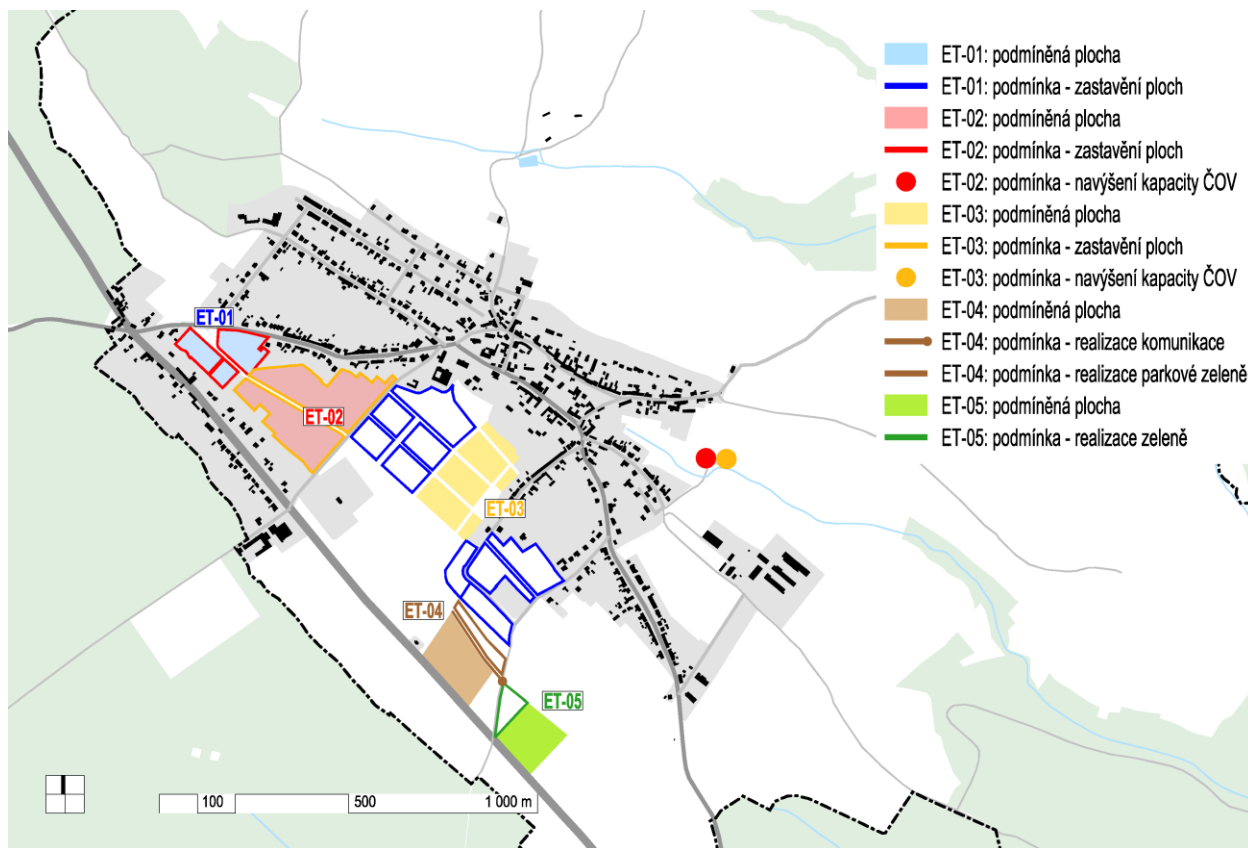 ET-01: podmíněná plocha
ET-01: podmínka - zastavění ploch
ET-02: podmíněná plocha
ET-02: podmínka - zastavění ploch
ET-02: podmínka - navýšení kapacity ČOV
ET-03: podmíněná plocha
ET-03: podmínka - zastavění ploch
ET-03: podmínka - navýšení kapacity ČOV
ET-04: podmíněná plocha
ET-04: podmínka - realizace komunikace
ET-04: podmínka - realizace parkové zeleně
ET-05: podmíněná plocha
ET-05: podmínka - realizace zeleně
ET-01
ET-02
ET-03
ET-04
ET-05
100 500 1 000 m